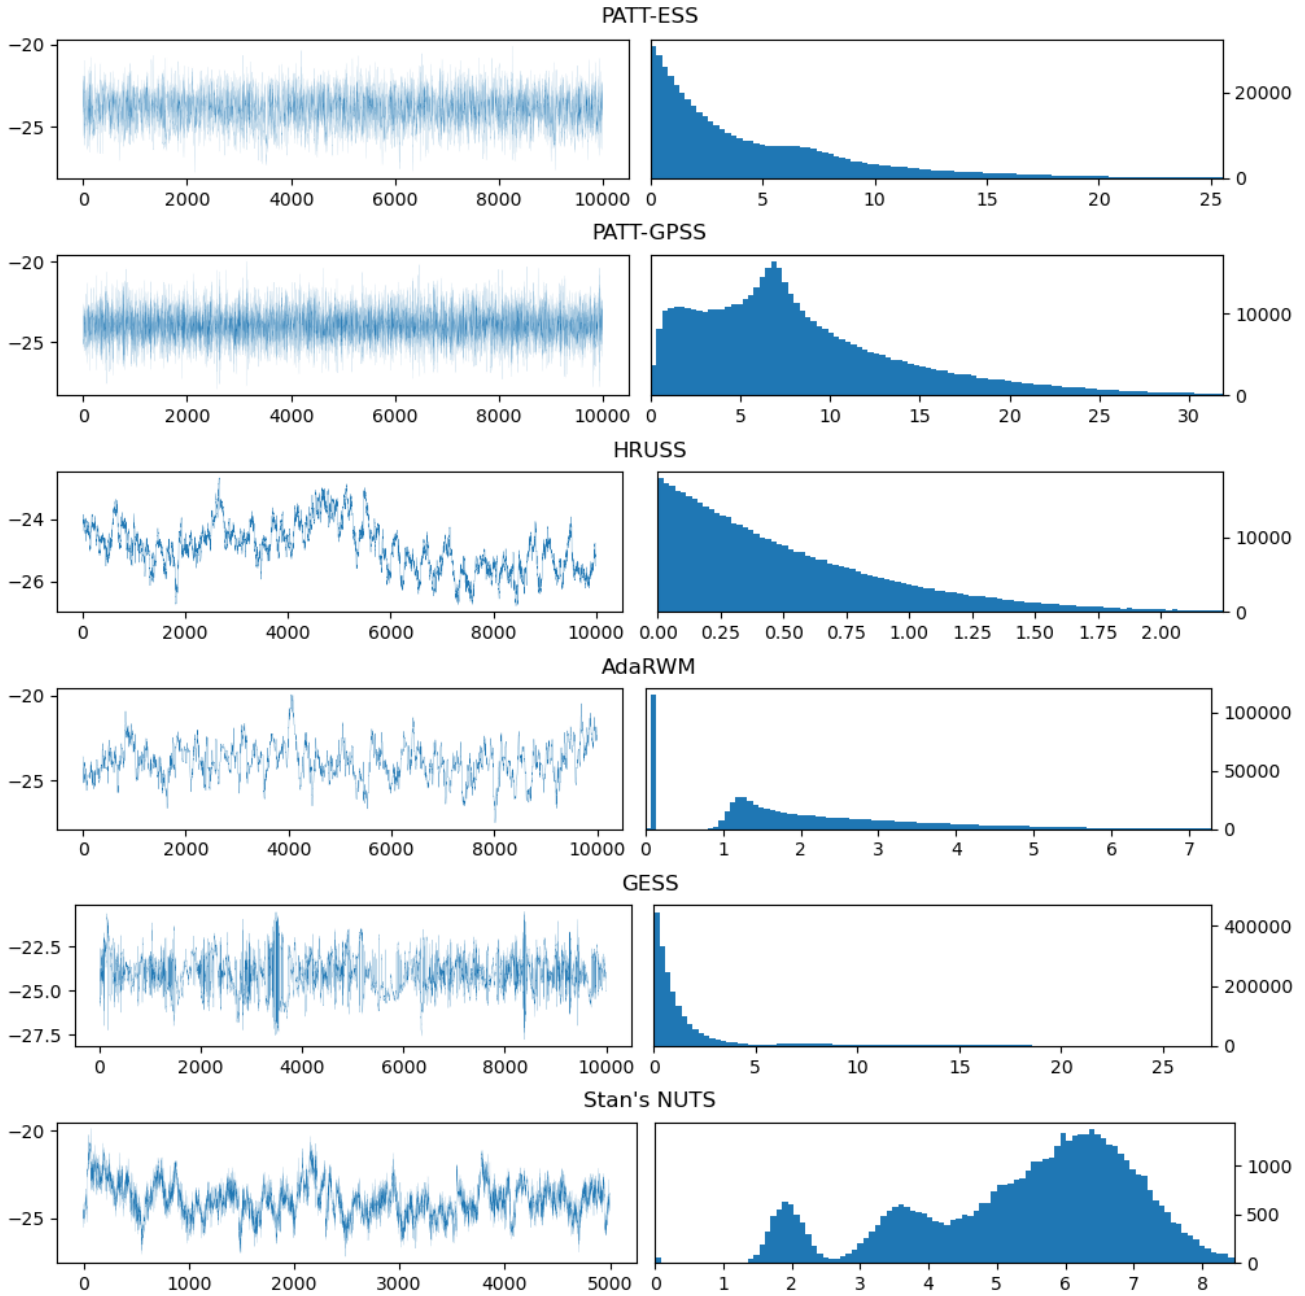 PATT-ESS
−20
−25
0 2000 4000 6000 8000 10000
20000
0
0 5 10 15 20 25
PATT-GPSS
−20
−25
0 2000 4000 6000 8000 10000
10000
0
0 5 10 15 20 25 30
HRUSS
−24
−26
0 2000 4000 6000 8000 10000
10000
0
0.00 0.25 0.50 0.75 1.00 1.25 1.50 1.75 2.00
AdaRWM
−20
−25
0 2000 4000 6000 8000 10000
100000
50000
0
0 1 2 3 4 5 6 7
GESS
−22.5
−25.0
−27.5
0 2000 4000 6000 8000 10000
400000
200000
0
0 5 10 15 20 25
Stan's NUTS
−20
−25
0 1000 2000 3000 4000 5000
1000
500
0
0 1 2 3 4 5 6 7 8